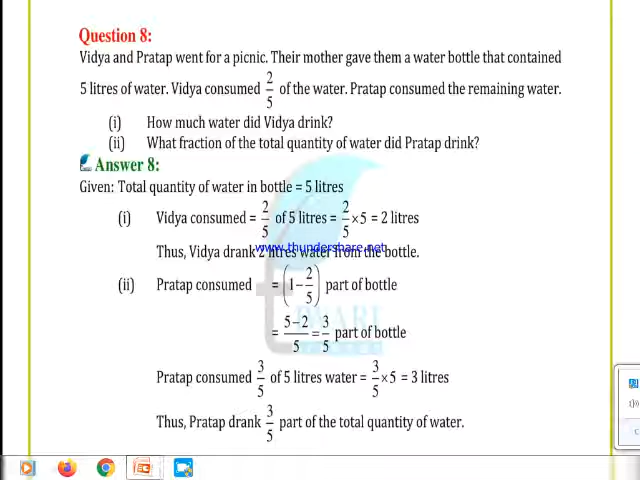 Question 8:
Vidya and Pratap went for a picnic. Their mother gave them a water bottle that contained
5 litres of water. Vidya consumed 2/5 of the water. Pratap consumed the remaining water.
(i) How much water did Vidya drink?
(ii) What fraction of the total quantity of water did Pratap drink?
Answer 8:
Given: Total quantity of water in bottle = 5 litres
(i) Vidya consumed = 2/5 of 5 litres = 2/5 × 5 = 2 litres
www.thundershare.net
Thus, Vidya drank 2 litres water from the bottle.
(ii) Pratap consumed = (1 − 2/5) part of bottle
= 5 − 2/5 = 3/5 part of bottle
Pratap consumed 3/5 of 5 litres water = 3/5 × 5 = 3 litres
Thus, Pratap drank 3/5 part of the total quantity of water.